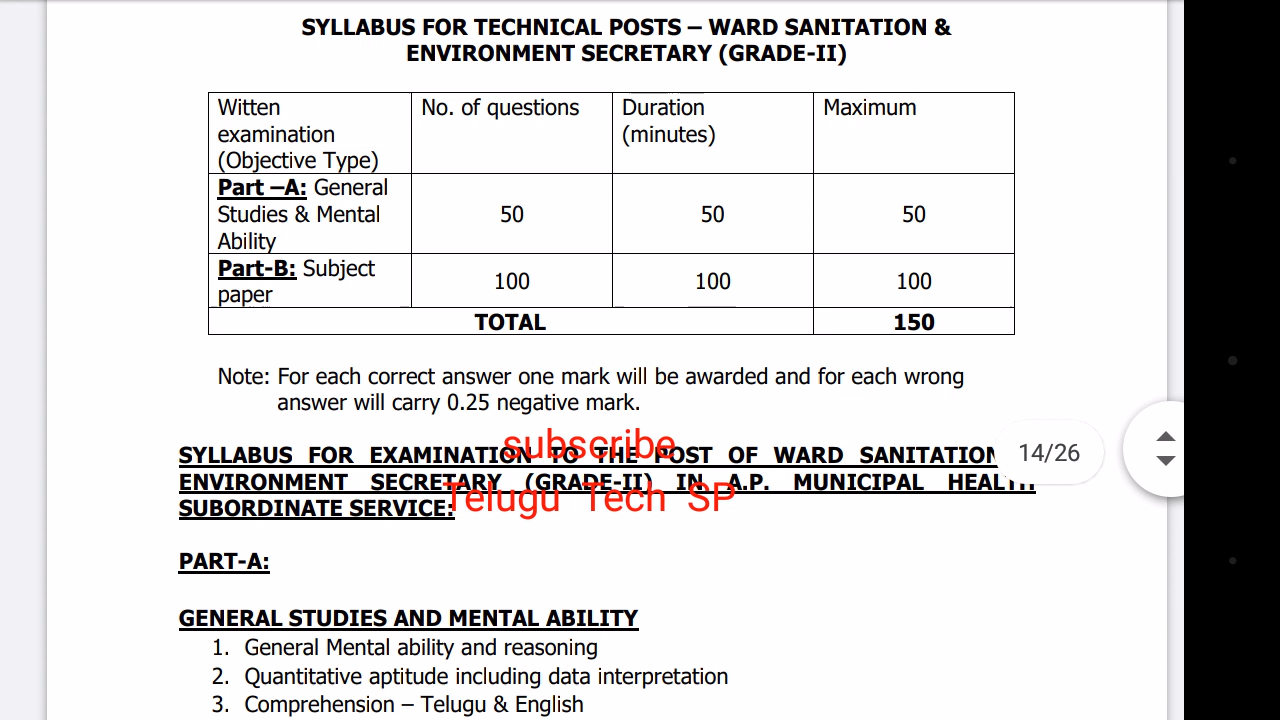 SYLLABUS FOR TECHNICAL POSTS – WARD SANITATION &
ENVIRONMENT SECRETARY (GRADE-II)
Witten examination (Objective Type) No. of questions Duration (minutes) Maximum
Part –A: General Studies & Mental Ability 50 50 50
Part-B: Subject paper 100 100 100
TOTAL 150
Note: For each correct answer one mark will be awarded and for each wrong
answer will carry 0.25 negative mark.
subscribe
SYLLABUS FOR EXAMINATION TO THE POST OF WARD SANITATION
14/26
ENVIRONMENT SECRETARY (GRADE-II) IN A.P. MUNICIPAL HEALTH
Telugu Tech SP
SUBORDINATE SERVICE:
PART-A:
GENERAL STUDIES AND MENTAL ABILITY
1. General Mental ability and reasoning
2. Quantitative aptitude including data interpretation
3. Comprehension – Telugu & English